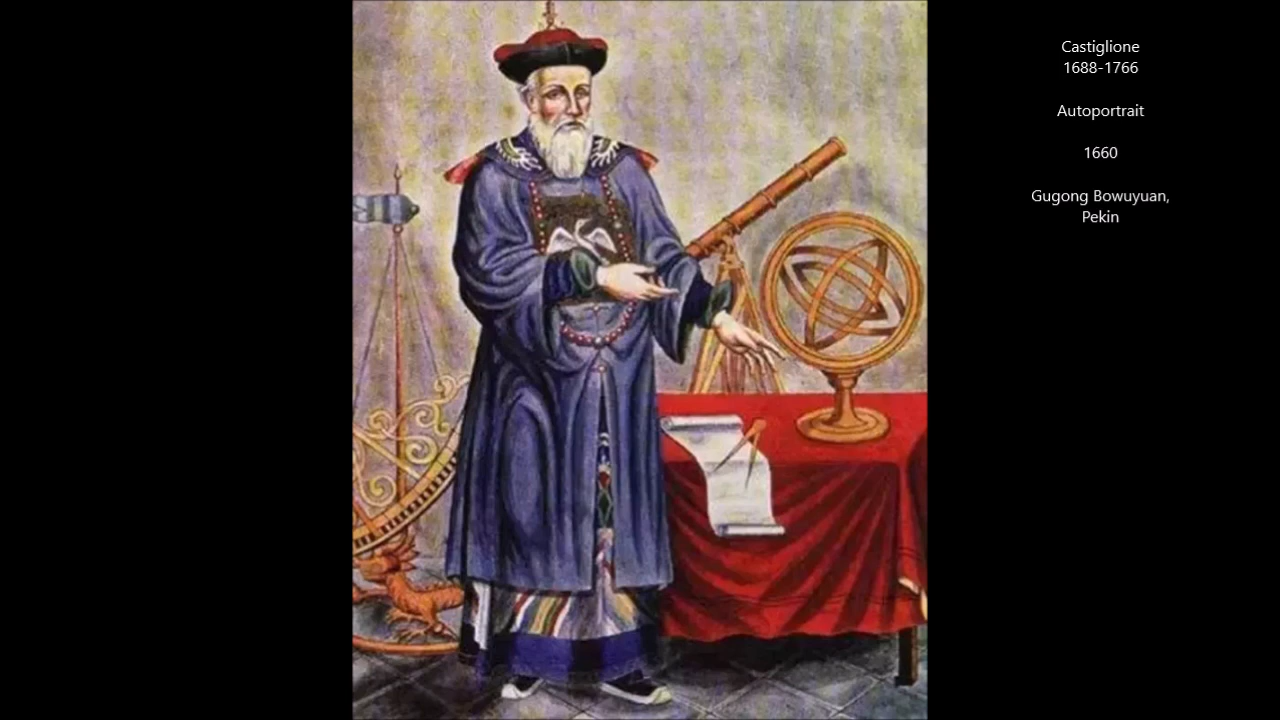 Castiglione
1688-1766
Autoportrait
1660
Gugong Bowuyuan,
Pekin